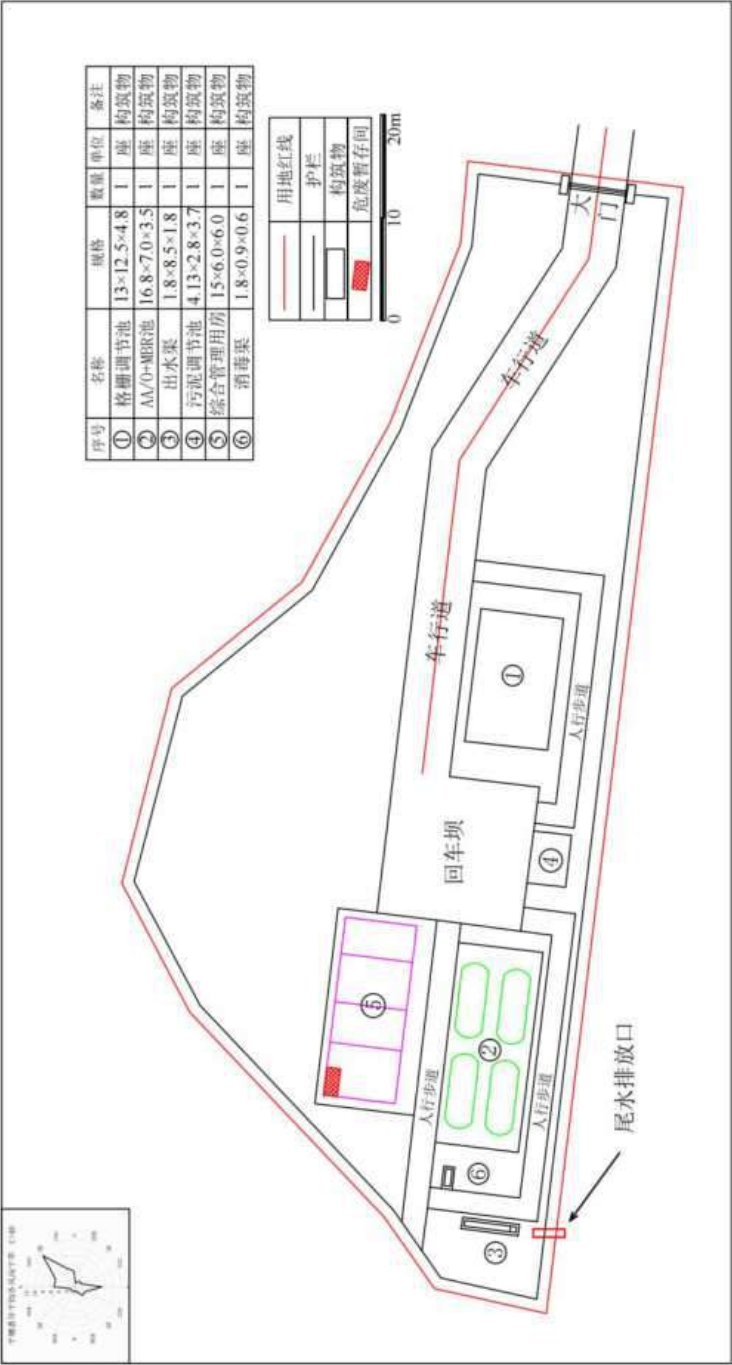 序号 名称 规格 数量 单位 备注
① 格栅调节池 13×12.5×4.8 1 座 构筑物
② AA/O+MBR池 16.8×7.0×3.5 1 座 构筑物
③ 出水渠 1.8×8.5×1.8 1 座 构筑物
④ 污泥调节池 4.13×2.8×3.7 1 座 构筑物
⑤ 综合管理用房 15×6.0×6.0 1 座 构筑物
⑥ 消毒渠 1.8×0.9×0.6 1 座 构筑物
用地红线
护栏
构筑物
危废暂存间
0 10 20m
大门
车行道
车行道
①
人行步道
回车坝
④
⑤
②
人行步道
人行步道
⑥
③
尾水排放口